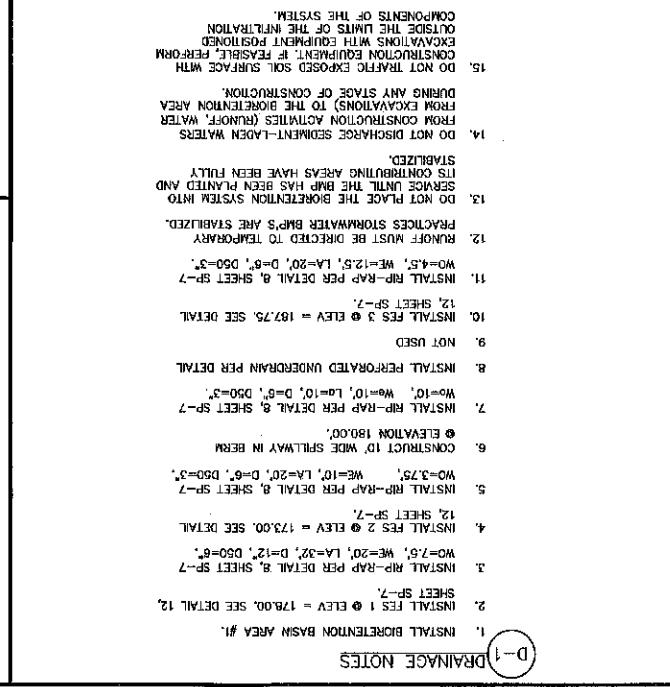 D-1 DRAINAGE NOTES
1. INSTALL BIORETENTION BASIN AREA #1.
2. INSTALL FES 1 @ ELEV = 178.00. SEE DETAIL 12,
SHEET SP-7.
3. INSTALL RIP-RAP PER DETAIL 8, SHEET SP-7
WO=7.5', WE=20', LA=32', D=12", D50=6".
4. INSTALL FES 2 @ ELEV = 173.00. SEE DETAIL
12, SHEET SP-7.
5. INSTALL RIP-RAP PER DETAIL 8, SHEET SP-7
WO=3.75', WE=10', LA=20', D=6", D50=3".
6. CONSTRUCT 10' WIDE SPILLWAY IN BERM
@ ELEVATION 180.00'.
7. INSTALL RIP-RAP PER DETAIL 8, SHEET SP-7
Wo=10', We=10', La=10', D=6", D50=3".
8. INSTALL PERFORATED UNDERDRAIN PER DETAIL
9. NOT USED
10. INSTALL FES 3 @ ELEV = 187.75. SEE DETAIL
12, SHEET SP-7.
11. INSTALL RIP-RAP PER DETAIL 8, SHEET SP-7
WO=4.5', WE=12.5', LA=20', D=6", D50=3".
12. RUNOFF MUST BE DIRECTED TO TEMPORARY
PRACTICES STORMWATER BMP'S ARE STABILIZED.
13. DO NOT PLACE THE BIORETENTION SYSTEM INTO
SERVICE UNTIL THE BMP HAS BEEN PLANTED AND
ITS CONTRIBUTING AREAS HAVE BEEN FULLY
STABILIZED.
14. DO NOT DISCHARGE SEDIMENT-LADEN WATERS
FROM CONSTRUCTION ACTIVITIES (RUNOFF, WATER
FROM EXCAVATIONS) TO THE BIORETENTION AREA
DURING ANY STAGE OF CONSTRUCTION.
15. DO NOT TRAFFIC EXPOSED SOIL SURFACE WITH
CONSTRUCTION EQUIPMENT. IF FEASIBLE, PERFORM
EXCAVATIONS WITH EQUIPMENT POSITIONED
OUTSIDE THE LIMITS OF THE INFILTRATION
COMPONENTS OF THE SYSTEM.